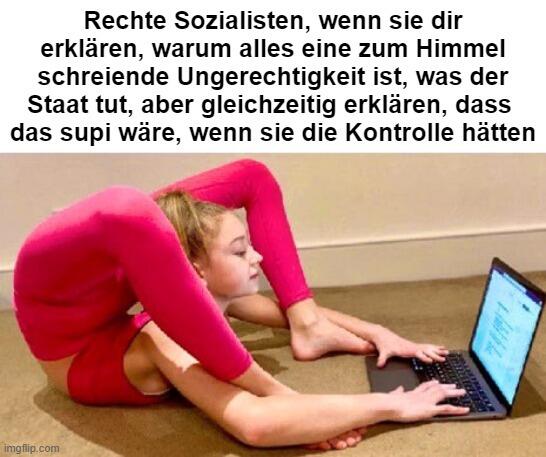 Rechte Sozialisten, wenn sie dir
erklären, warum alles eine zum Himmel
schreiende Ungerechtigkeit ist, was der
Staat tut, aber gleichzeitig erklären, dass
das supi wäre, wenn sie die Kontrolle hätten
imgflip.com